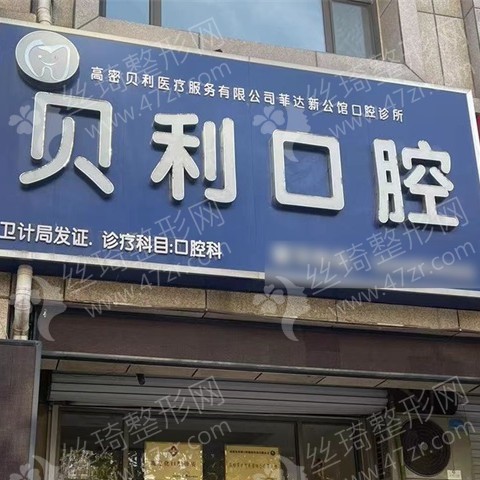 高密贝利医疗服务有限公司菲达新公馆口腔诊所
贝利口腔
卫计局发证. 诊疗科目:口腔科
丝琦整形网
www.47zr.com